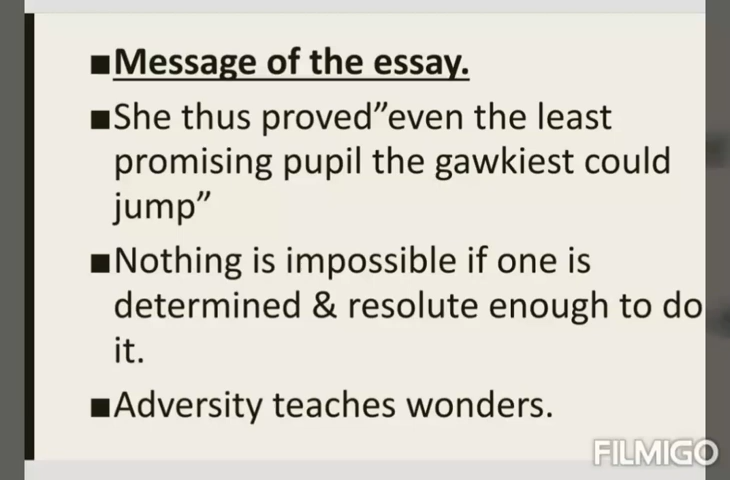 ■Message of the essay.
■She thus proved”even the least
promising pupil the gawkiest could
jump”
■Nothing is impossible if one is
determined & resolute enough to do
it.
■Adversity teaches wonders.
FILMIGO